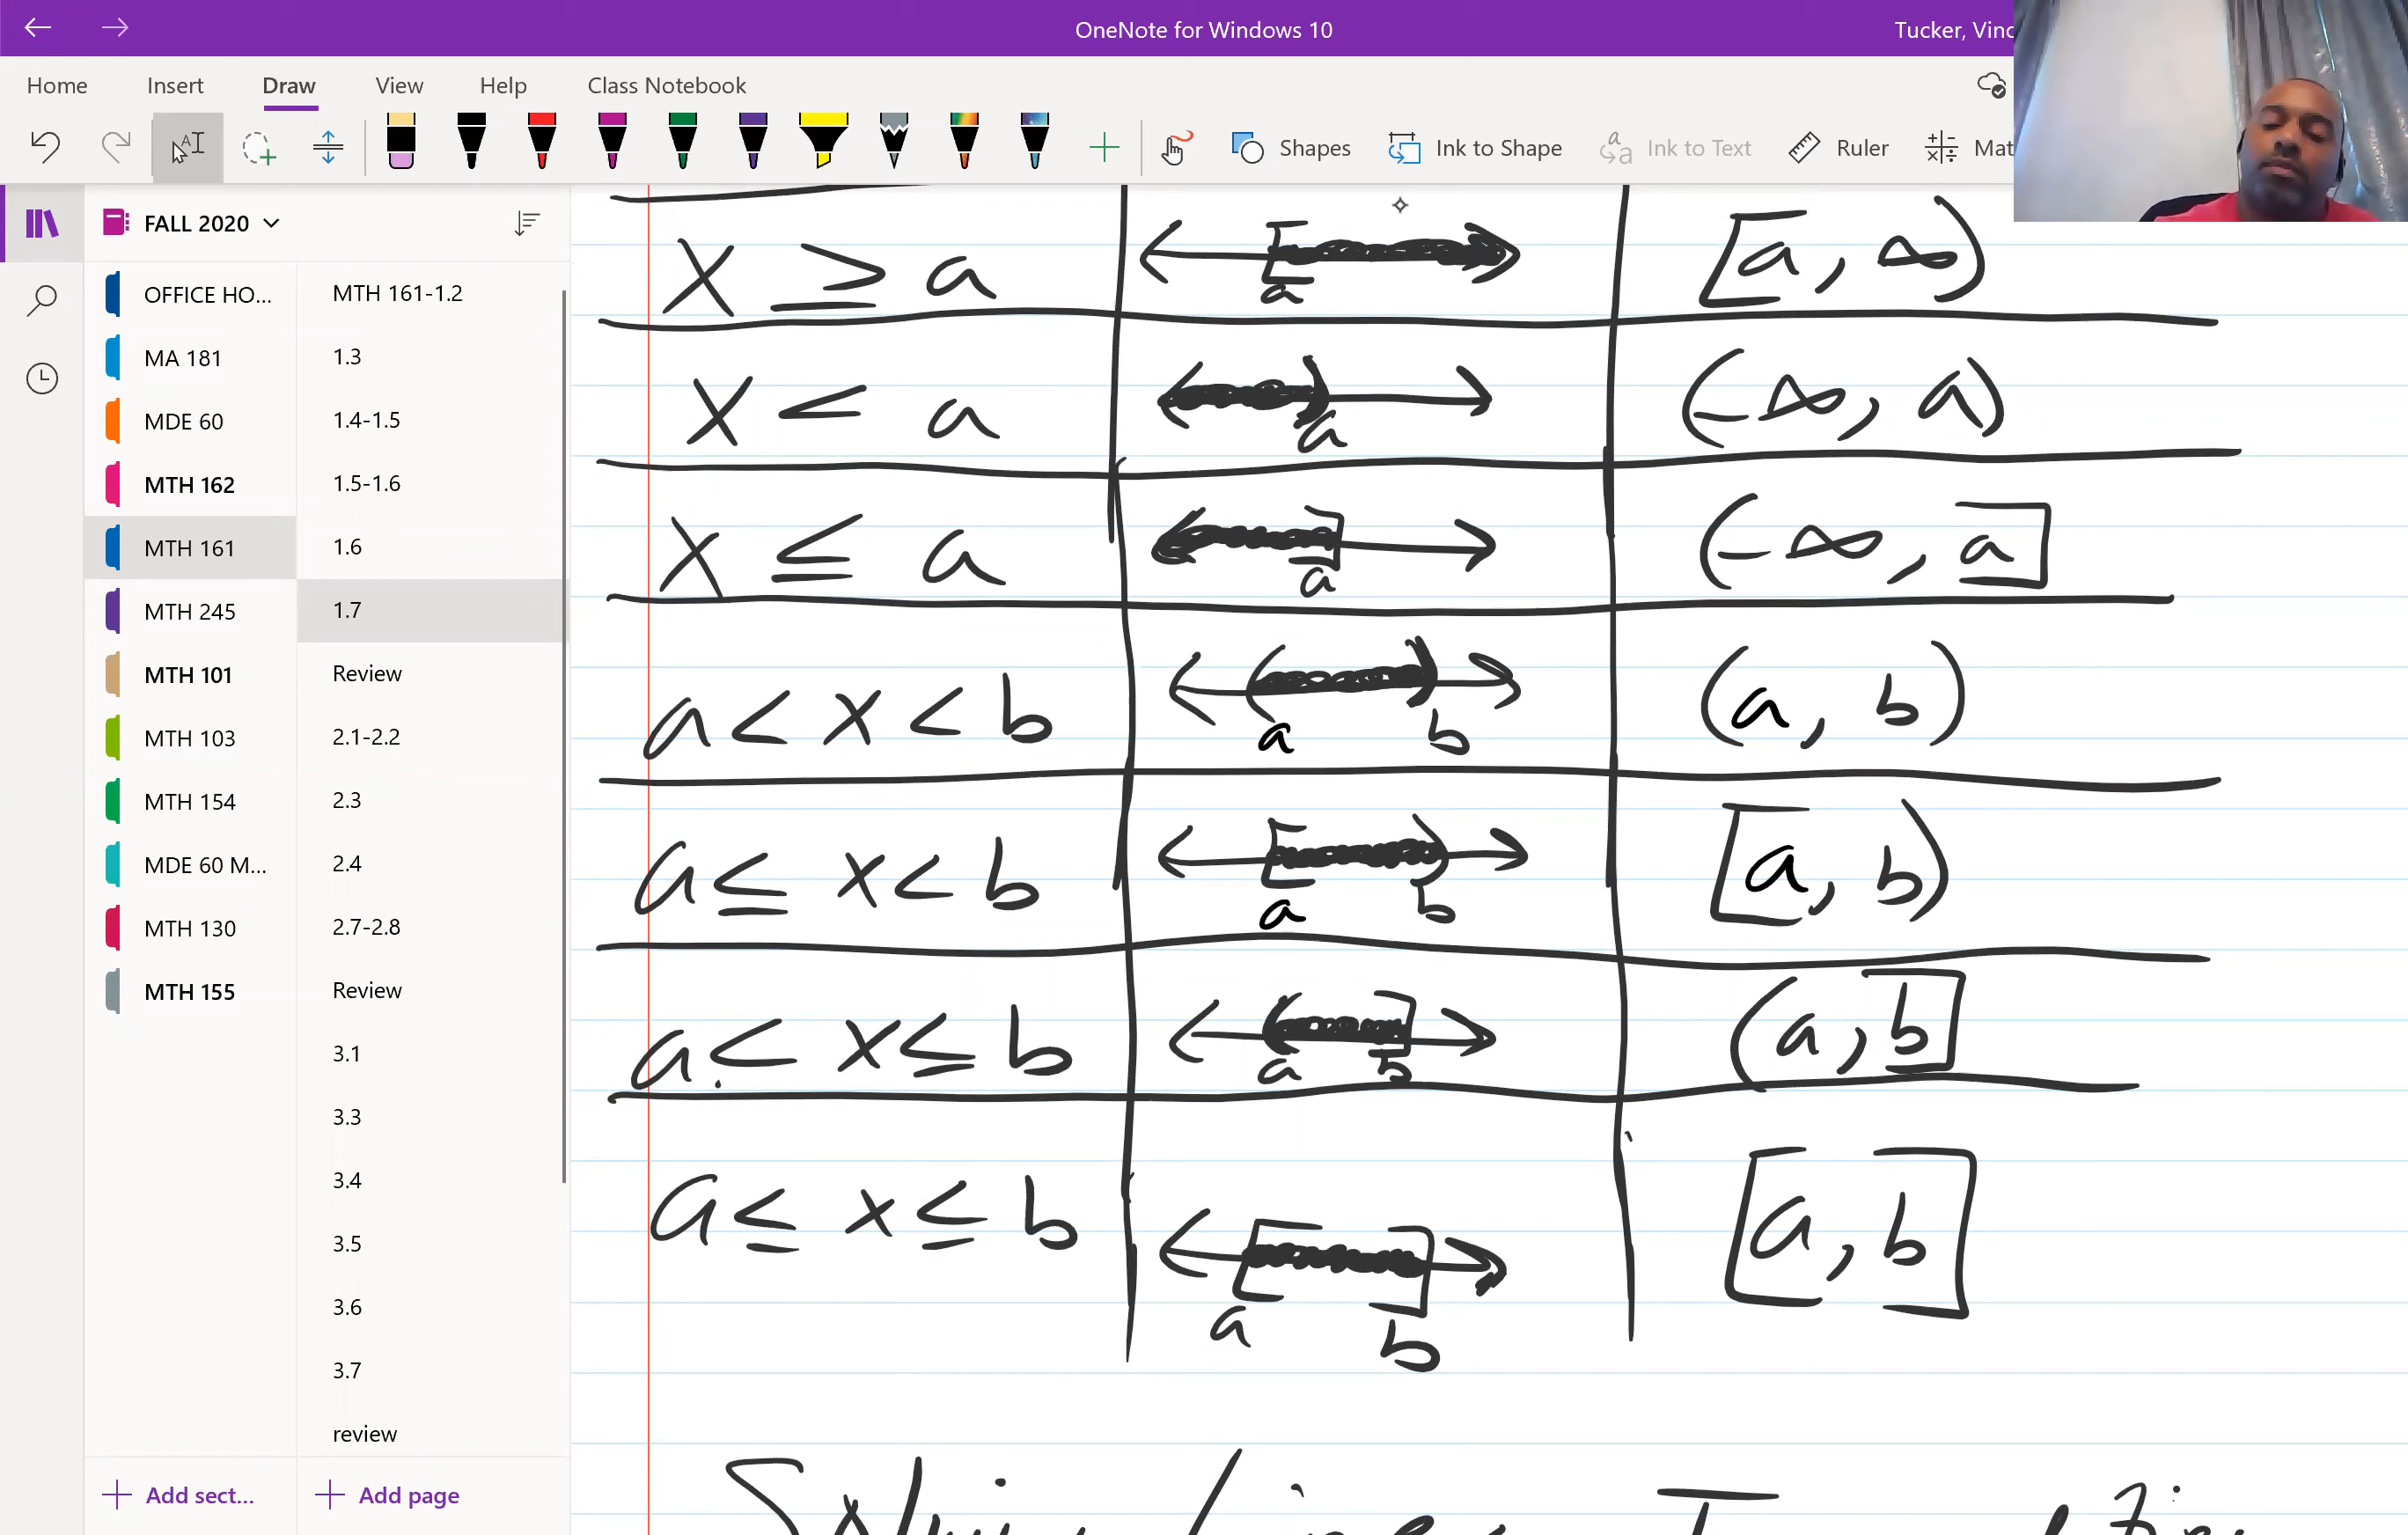 OneNote for Windows 10
Tucker, Vinc
Home Insert Draw View Help Class Notebook
Shapes Ink to Shape Ink to Text Ruler Mat
FALL 2020
OFFICE HO...
MA 181
MDE 60
MTH 162
MTH 161
MTH 245
MTH 101
MTH 103
MTH 154
MDE 60 M...
MTH 130
MTH 155
Add sect...
MTH 161-1.2
1.3
1.4-1.5
1.5-1.6
1.6
1.7
Review
2.1-2.2
2.3
2.4
2.7-2.8
Review
3.1
3.3
3.4
3.5
3.6
3.7
review
Add page
x ≥ a [ a [a, ∞)
x < a ) a (-∞, a)
x ≤ a ] a (-∞, a]
a < x < b ( ) a b (a, b)
a ≤ x < b [ ) a b [a, b)
a < x ≤ b ( ] a b (a, b]
a ≤ x ≤ b [ ] a b [a, b]